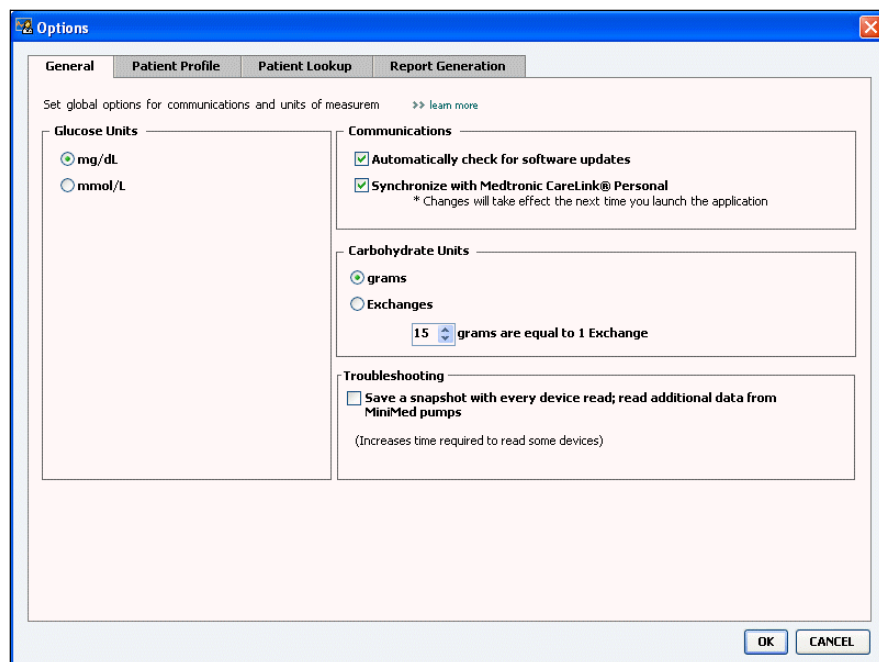 Options
General Patient Profile Patient Lookup Report Generation
Set global options for communications and units of measurem >> learn more
Glucose Units
mg/dL
mmol/L
Communications
Automatically check for software updates
Synchronize with Medtronic CareLink® Personal
* Changes will take effect the next time you launch the application
Carbohydrate Units
grams
Exchanges
15 grams are equal to 1 Exchange
Troubleshooting
Save a snapshot with every device read; read additional data from
MiniMed pumps
(Increases time required to read some devices)
OK CANCEL